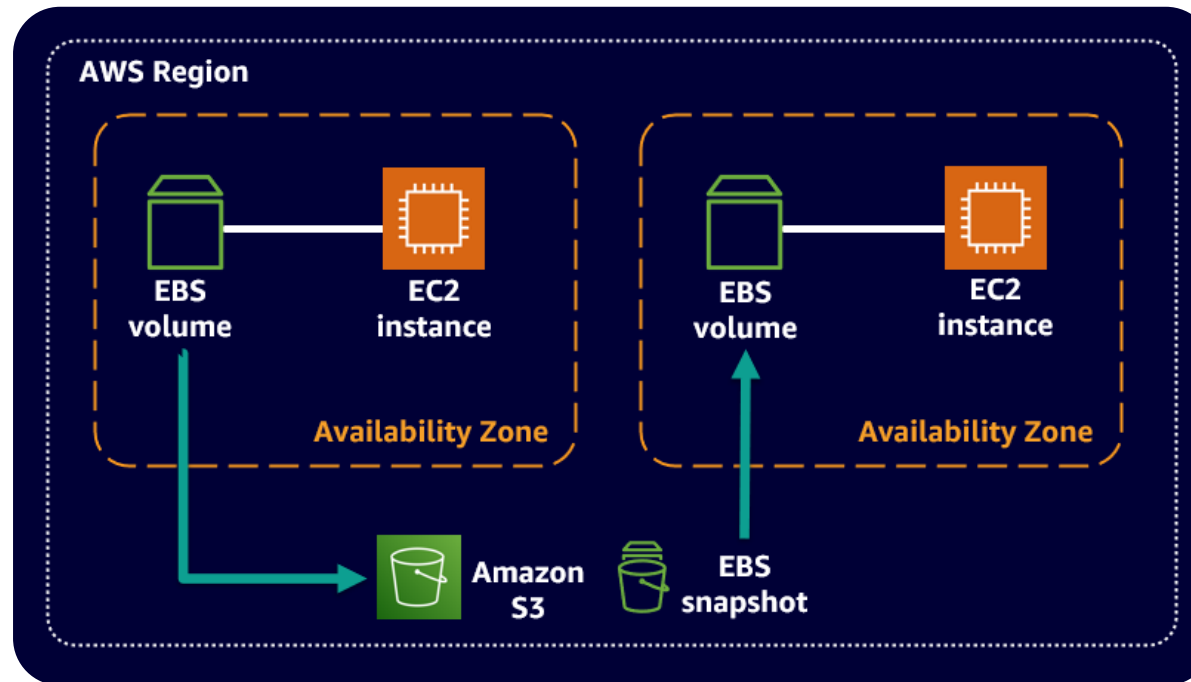 AWS Region
EBS
volume
EC2
instance
Availability Zone
EBS
volume
EC2
instance
Availability Zone
Amazon
S3
EBS
snapshot